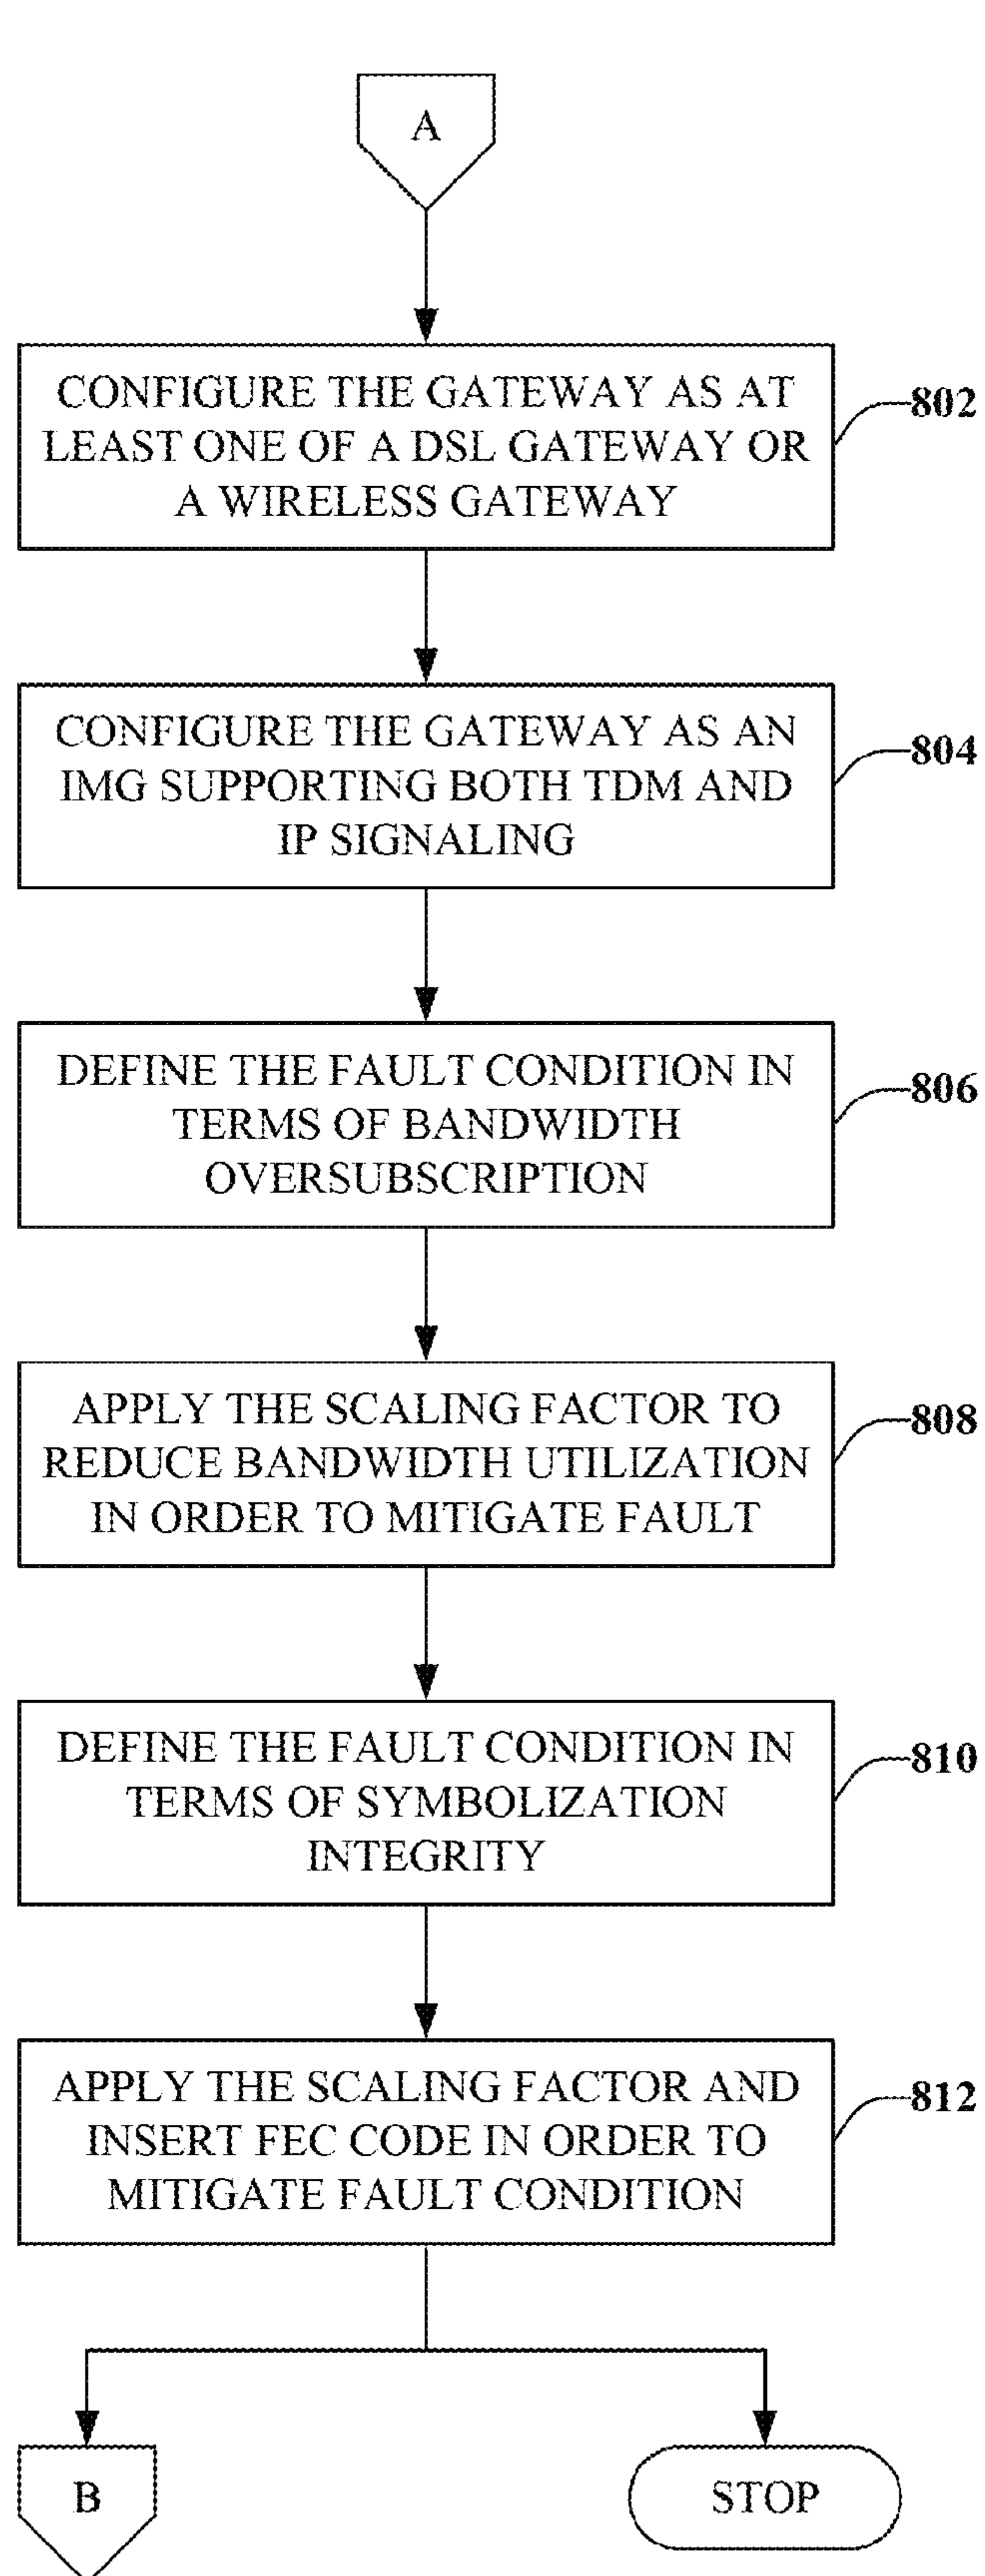 A
CONFIGURE THE GATEWAY AS AT
LEAST ONE OF A DSL GATEWAY OR
A WIRELESS GATEWAY
802
CONFIGURE THE GATEWAY AS AN
IMG SUPPORTING BOTH TDM AND
IP SIGNALING
804
DEFINE THE FAULT CONDITION IN
TERMS OF BANDWIDTH
OVERSUBSCRIPTION
806
APPLY THE SCALING FACTOR TO
REDUCE BANDWIDTH UTILIZATION
IN ORDER TO MITIGATE FAULT
808
DEFINE THE FAULT CONDITION IN
TERMS OF SYMBOLIZATION
INTEGRITY
810
APPLY THE SCALING FACTOR AND
INSERT FEC CODE IN ORDER TO
MITIGATE FAULT CONDITION
812
B
STOP